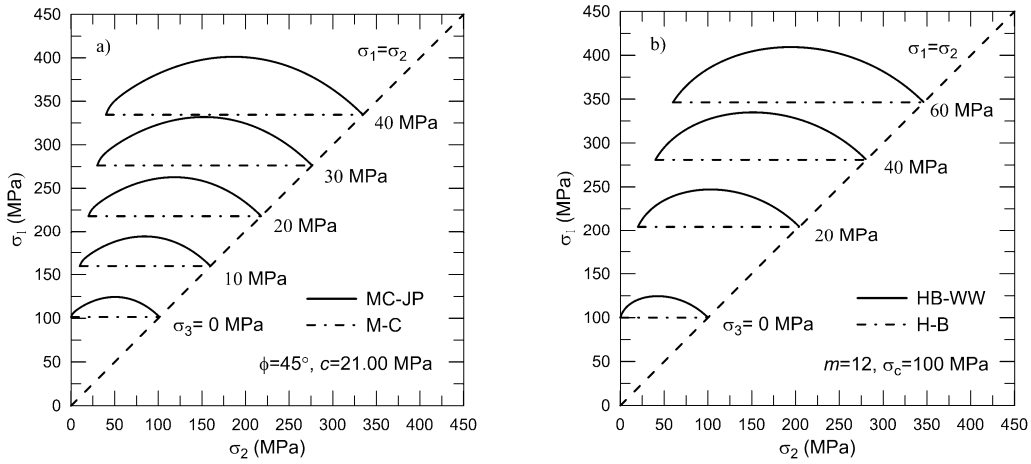 a)
σ1=σ2
450
400
350
300
250
200
150
100
50
0
σ1 (MPa)
40 MPa
30 MPa
20 MPa
10 MPa
σ3= 0 MPa
MC-JP
M-C
ϕ=45°, c=21.00 MPa
0 50 100 150 200 250 300 350 400 450
σ2 (MPa)
b)
σ1=σ2
450
400
350
300
250
200
150
100
50
0
σ1 (MPa)
60 MPa
40 MPa
20 MPa
σ3= 0 MPa
HB-WW
H-B
m=12, σc=100 MPa
0 50 100 150 200 250 300 350 400 450
σ2 (MPa)